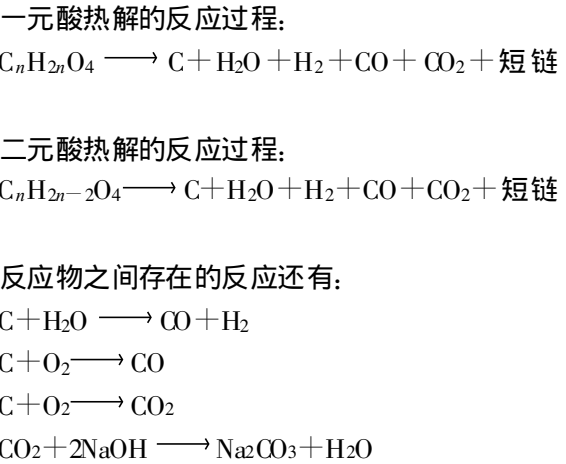 一元酸热解的反应过程:
CnH2nO4 ⟶ C+H2O+H2+CO+CO2+短链
二元酸热解的反应过程:
CnH2n-2O4⟶C+H2O+H2+CO+CO2+短链
反应物之间存在的反应还有:
C+H2O ⟶ CO+H2
C+O2⟶CO
C+O2⟶CO2
CO2+2NaOH ⟶ Na2CO3+H2O